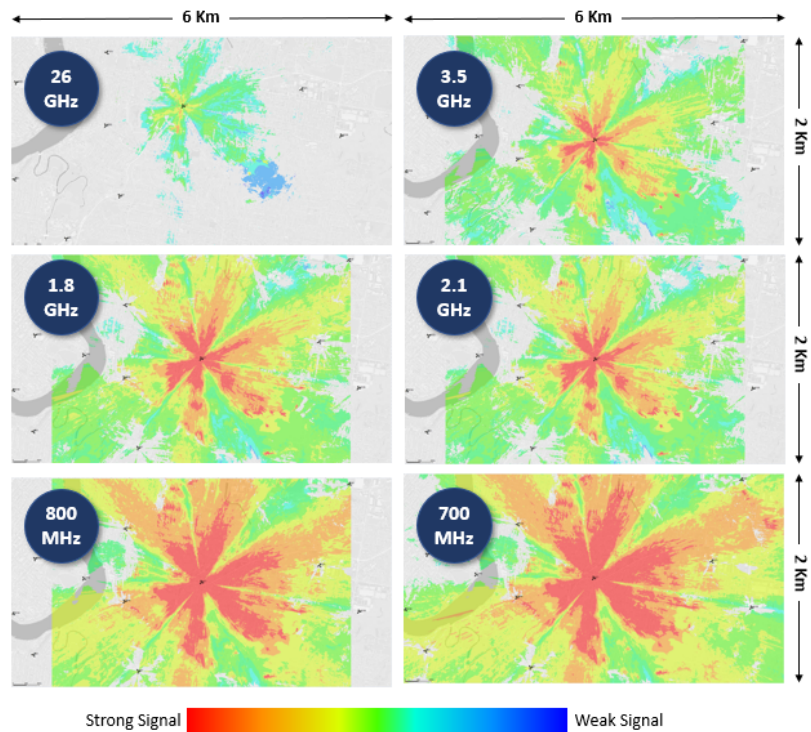 6 Km
6 Km
26
GHz
3.5
GHz
2 Km
1.8
GHz
2.1
GHz
2 Km
800
MHz
700
MHz
2 Km
Strong Signal
Weak Signal